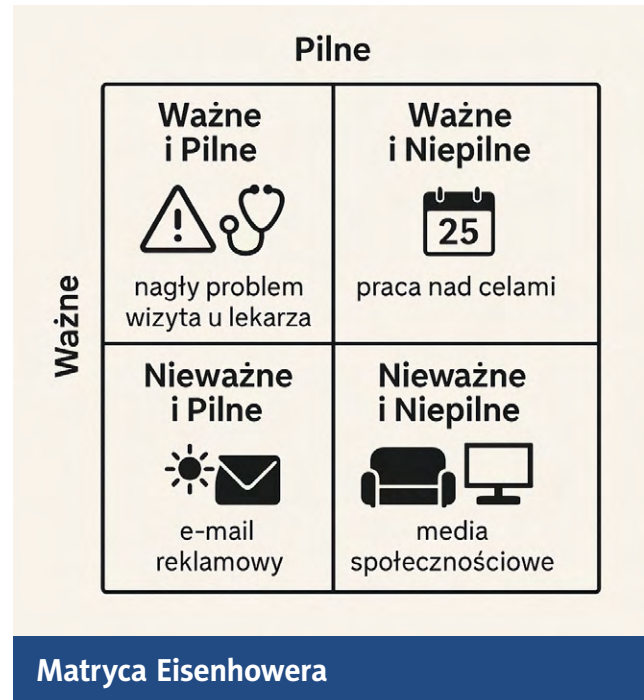 Pilne
Ważne
Ważne
i Pilne
nagły problem
wizyta u lekarza
Ważne
i Niepilne
25
praca nad celami
Nieważne
i Pilne
e-mail
reklamowy
Nieważne
i Niepilne
media
społecznościowe
Matryca Eisenhowera